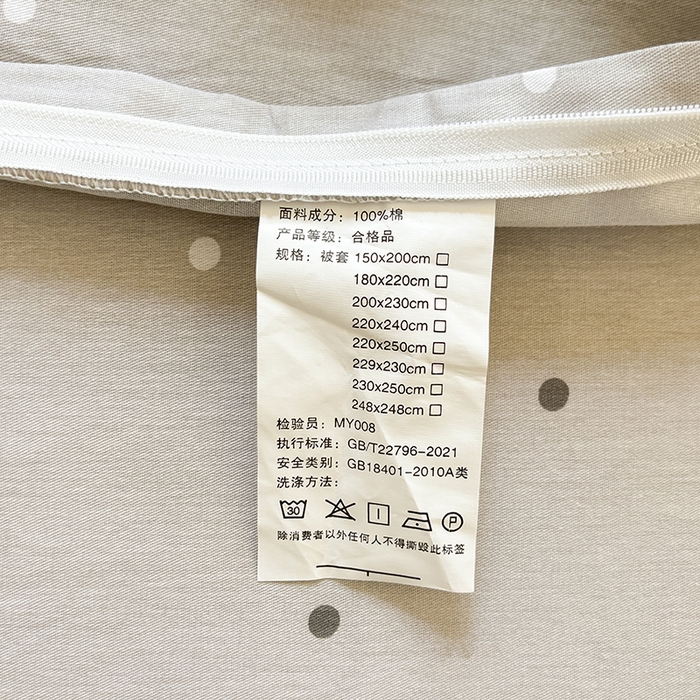 面料成分：100%棉
产品等级：合格品
规格：被套 150x200cm □
180x220cm □
200x230cm □
220x240cm □
220x250cm □
229x230cm □
230x250cm □
248x248cm □
检验员：MY008
执行标准：GB/T22796-2021
安全类别：GB18401-2010A类
洗涤方法：
30 P
除消费者以外任何人不得撕毁此标签